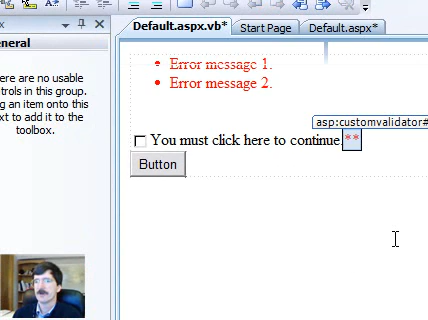 Default.aspx.vb* Start Page Default.aspx*
eneral
ere are no usable
trols in this group.
g an item onto this
xt to add it to the
toolbox.
Error message 1.
Error message 2.
asp:customvalidator#
You must click here to continue.**
Button